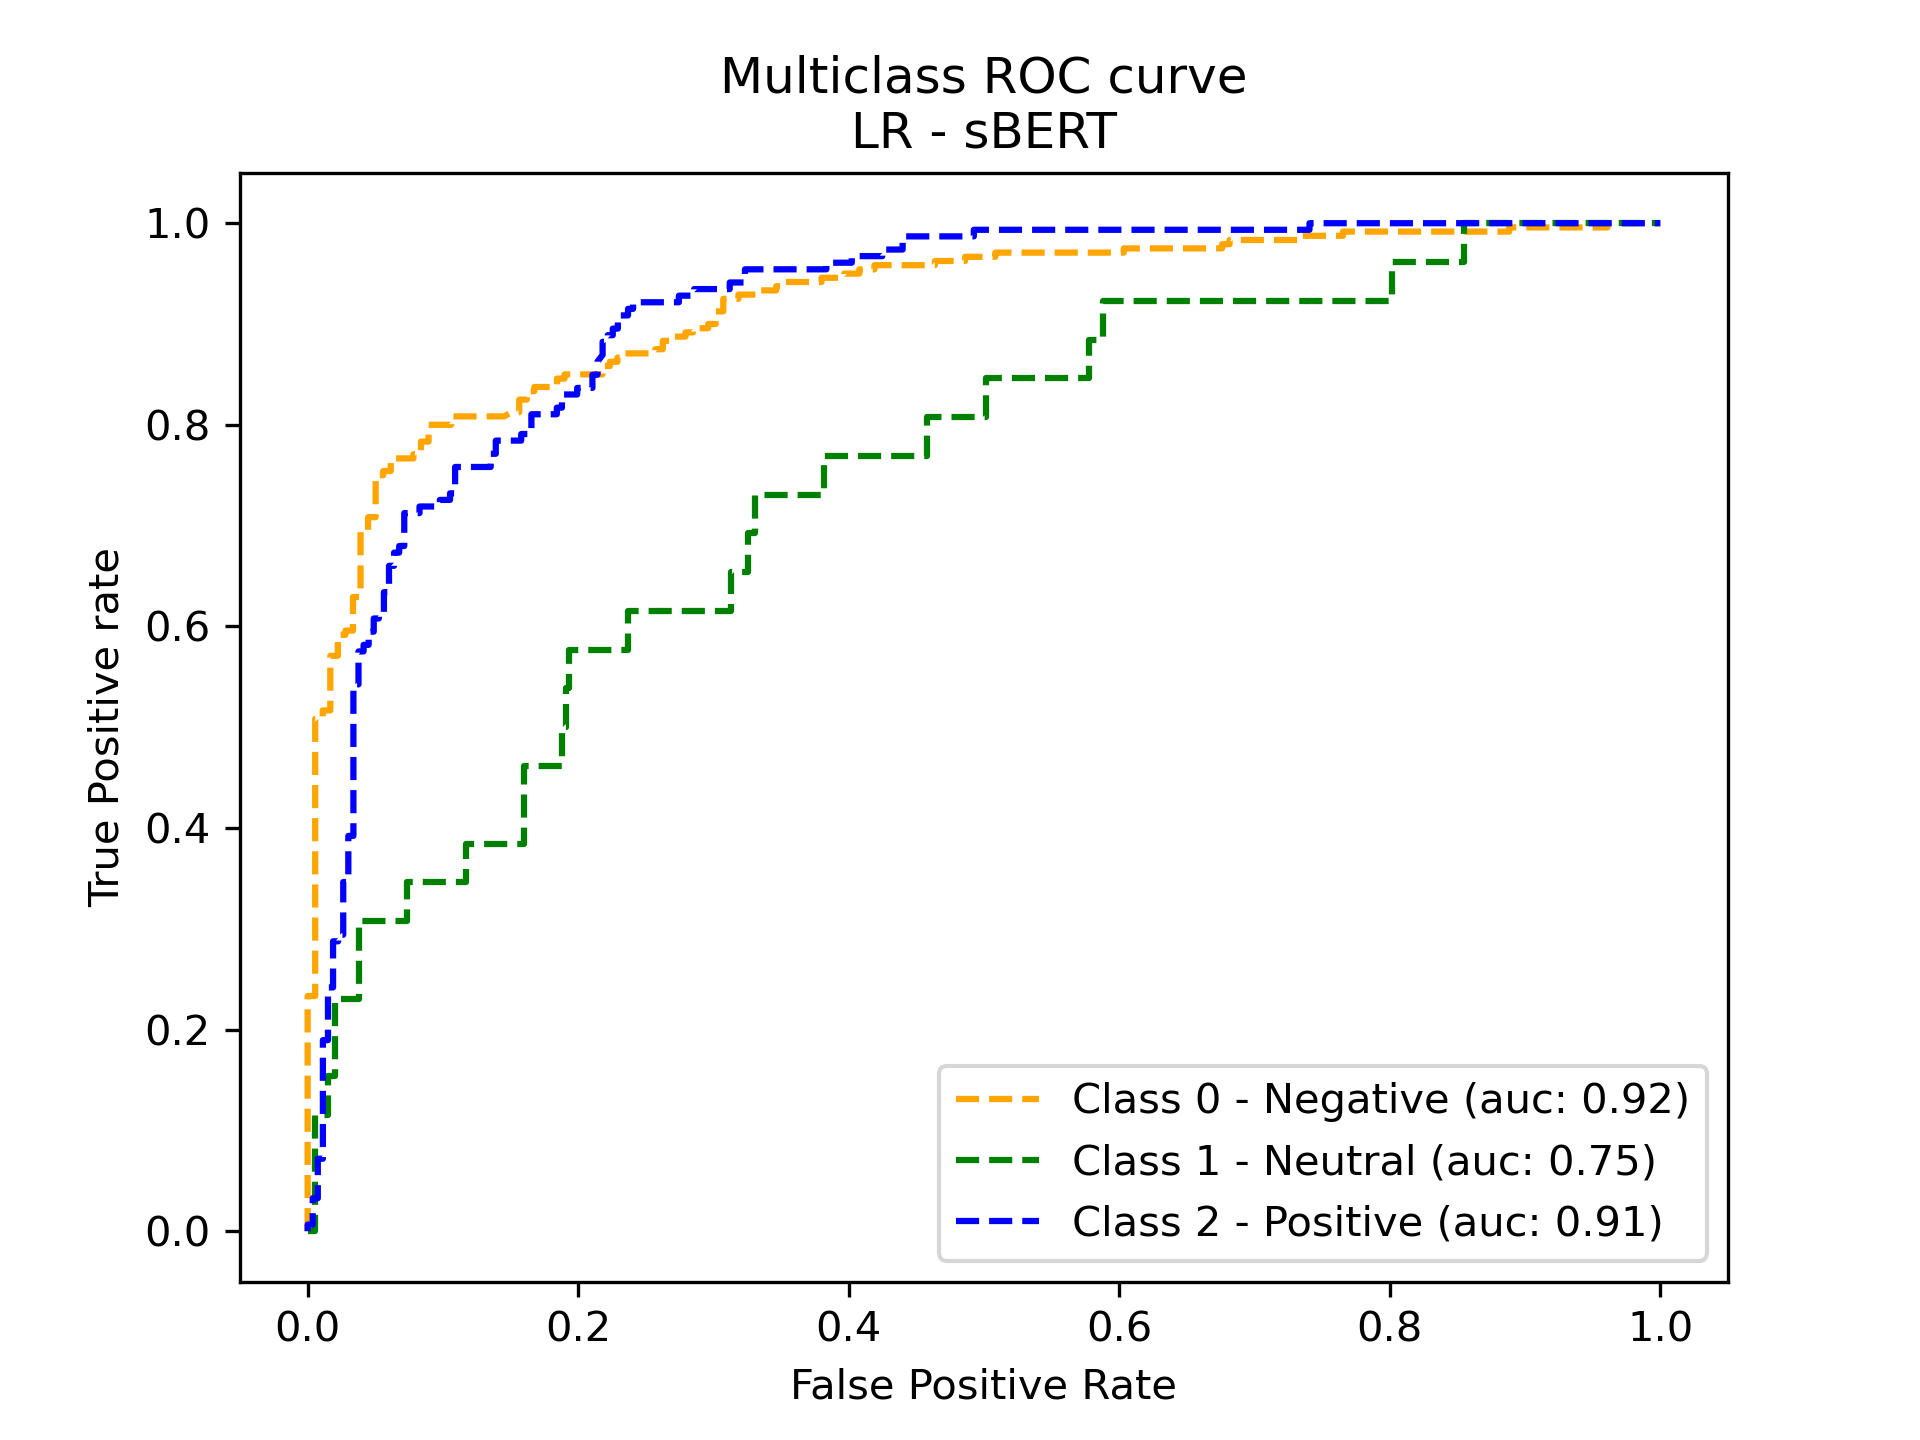 Multiclass ROC curve
LR - sBERT
True Positive rate
1.0
0.8
0.6
0.4
0.2
0.0
Class 0 - Negative (auc: 0.92)
Class 1 - Neutral (auc: 0.75)
Class 2 - Positive (auc: 0.91)
0.0 0.2 0.4 0.6 0.8 1.0
False Positive Rate